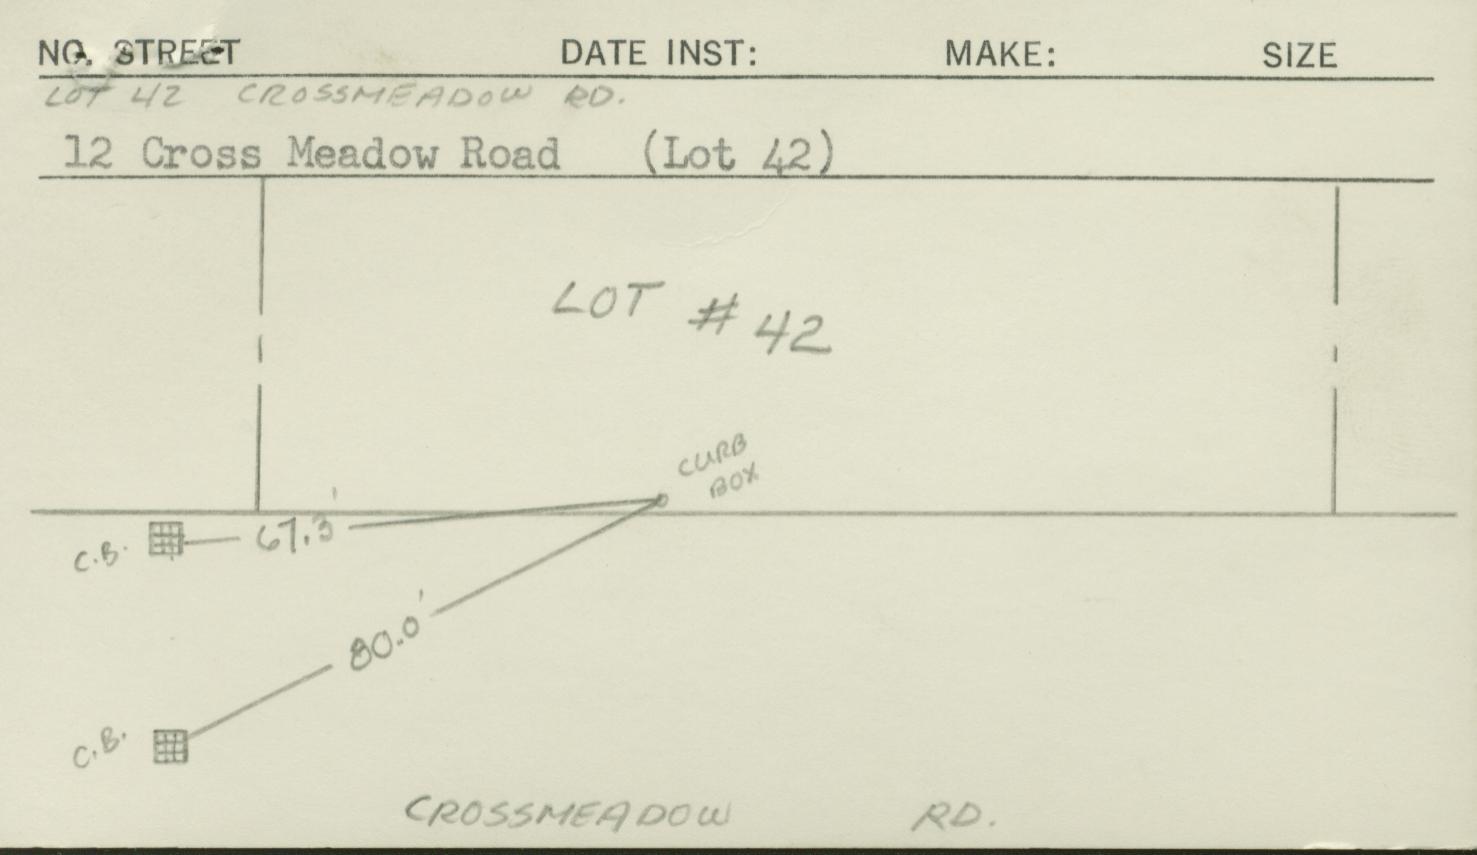 NO. STREET DATE INST: MAKE: SIZE
LOT 42 CROSSMEADOW RD.
12 Cross Meadow Road (Lot 42)
LOT # 42
CURB
BOX
C.B. 67.3'
80.0'
C.B.
CROSSMEADOW RD.